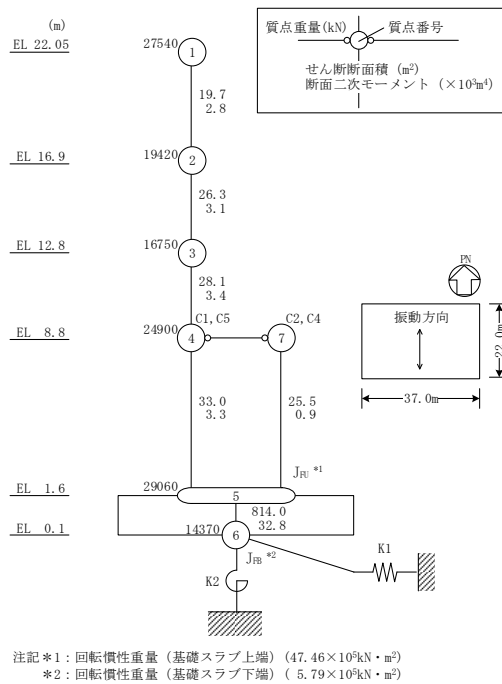 (m)
EL 22.05
27540
1
19.7
2.8
EL 16.9
19420
2
26.3
3.1
EL 12.8
16750
3
28.1
3.4
EL 8.8
24900
4
C1, C5
C2, C4
7
33.0
3.3
25.5
0.9
EL 1.6
29060
5
JFU *1
814.0
32.8
EL 0.1
14370
6
JFB *2
K1
K2
質点重量(kN)
質点番号
せん断断面積 (m²)
断面二次モーメント (×10³m⁴)
PN
振動方向
22.0m
37.0m
注記*1：回転慣性重量（基礎スラブ上端）(47.46×10⁵kN・m²)
*2：回転慣性重量（基礎スラブ下端）( 5.79×10⁵kN・m²)